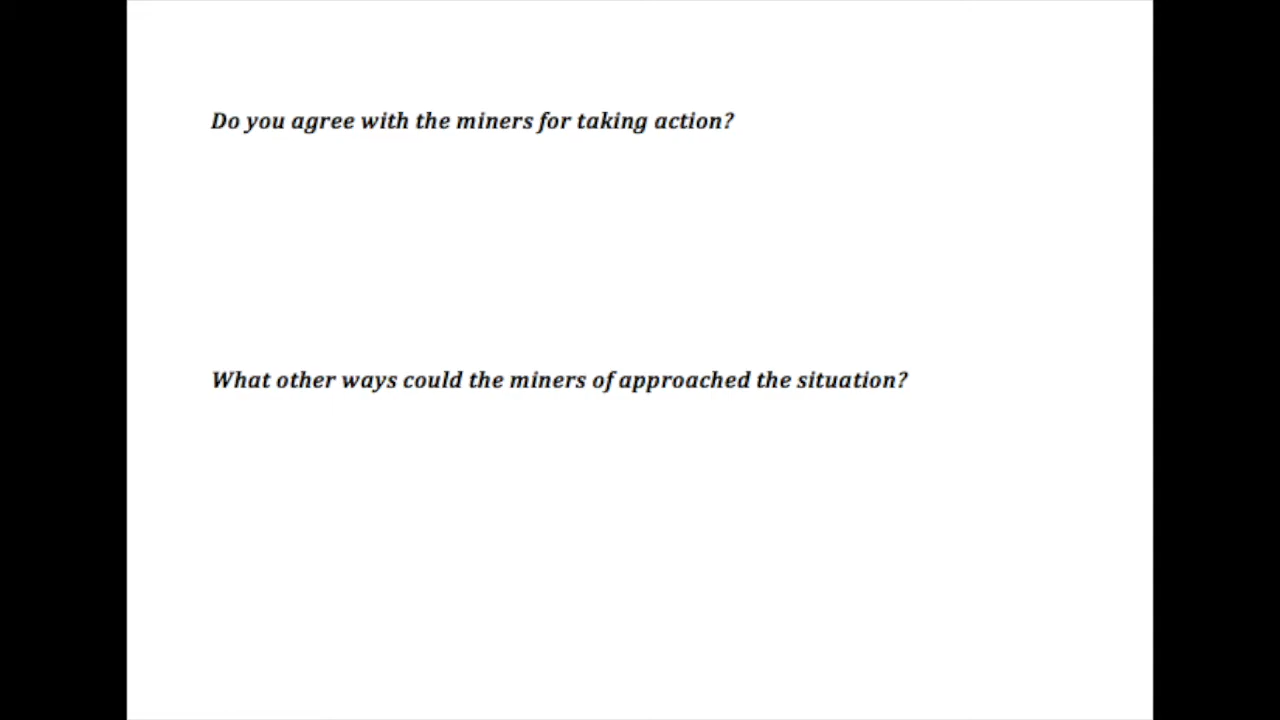 Do you agree with the miners for taking action?
What other ways could the miners of approached the situation?